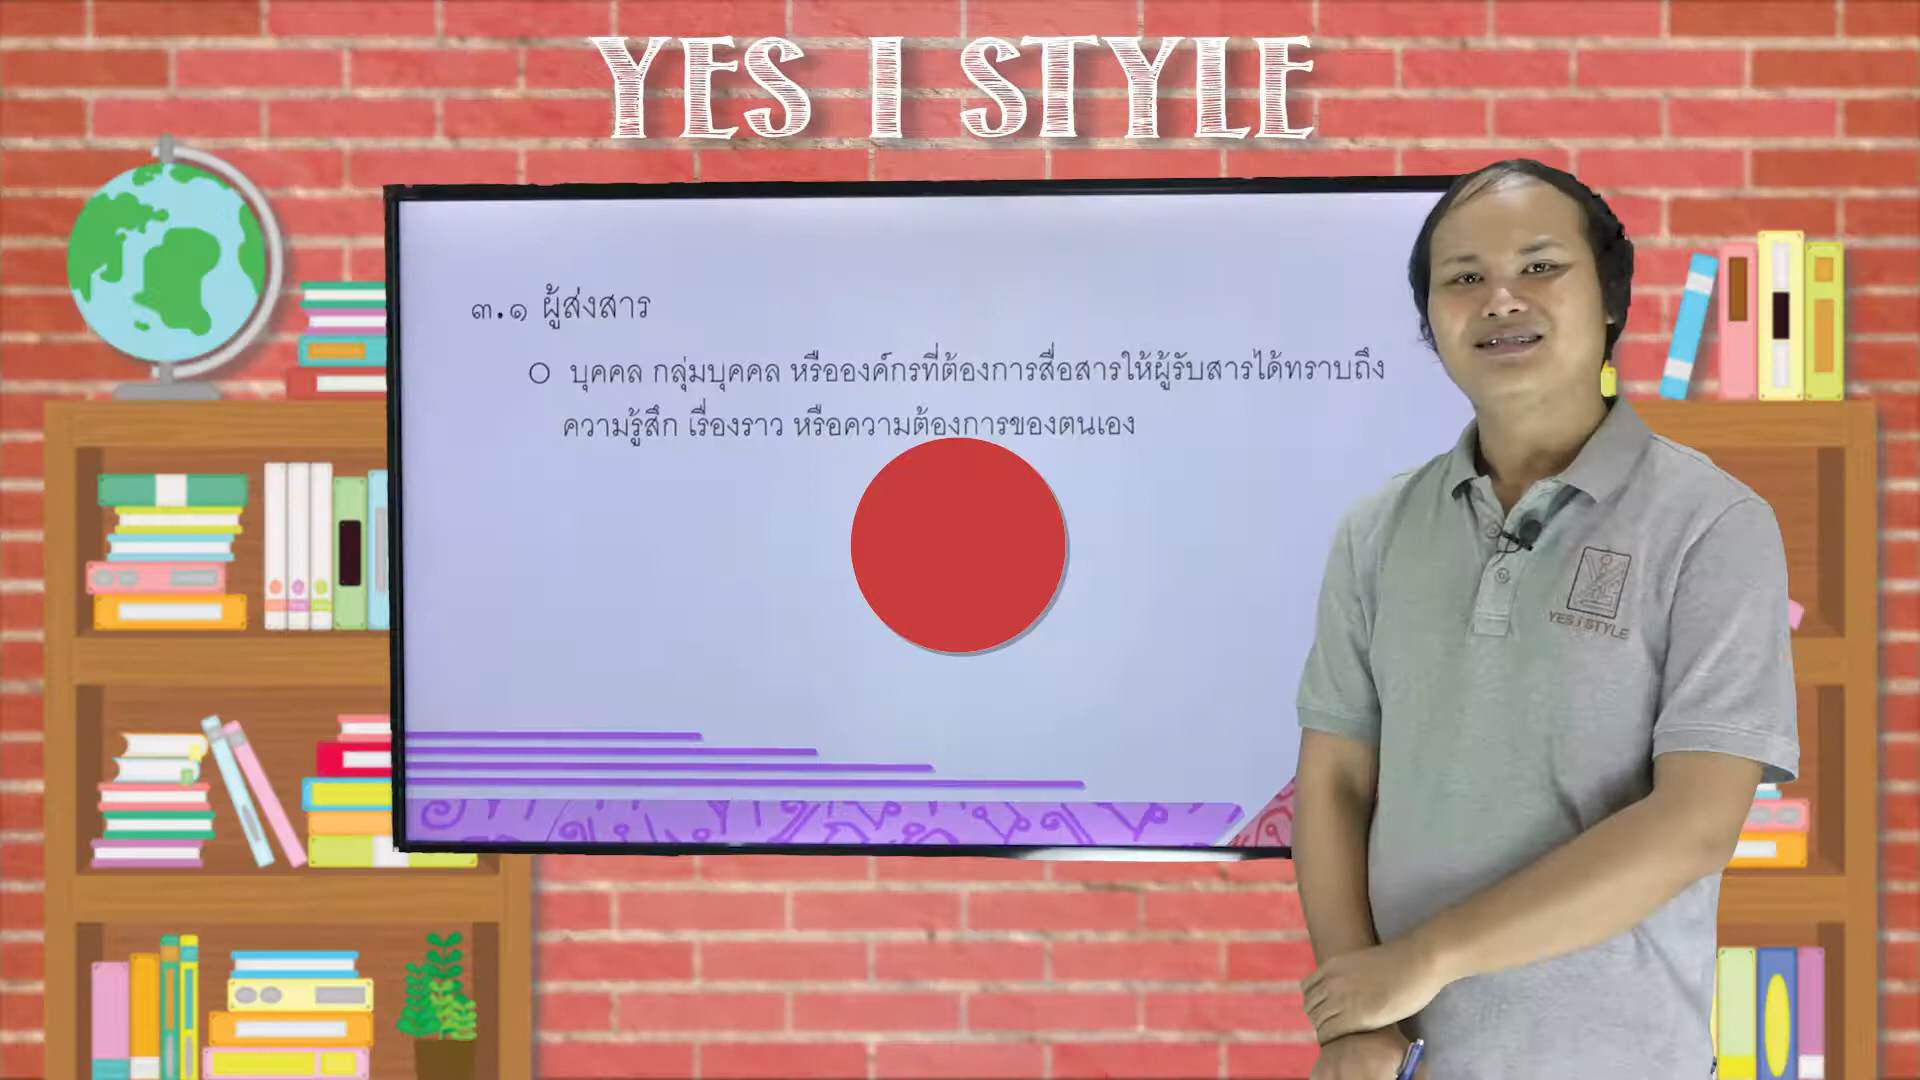 YES I STYLE
๓.๑ ผู้ส่งสาร
○ บุคคล กลุ่มบุคคล หรือองค์กรที่ต้องการสื่อสารให้ผู้รับสารได้ทราบถึง
ความรู้สึก เรื่องราว หรือความต้องการของตนเอง
YES i STYLE